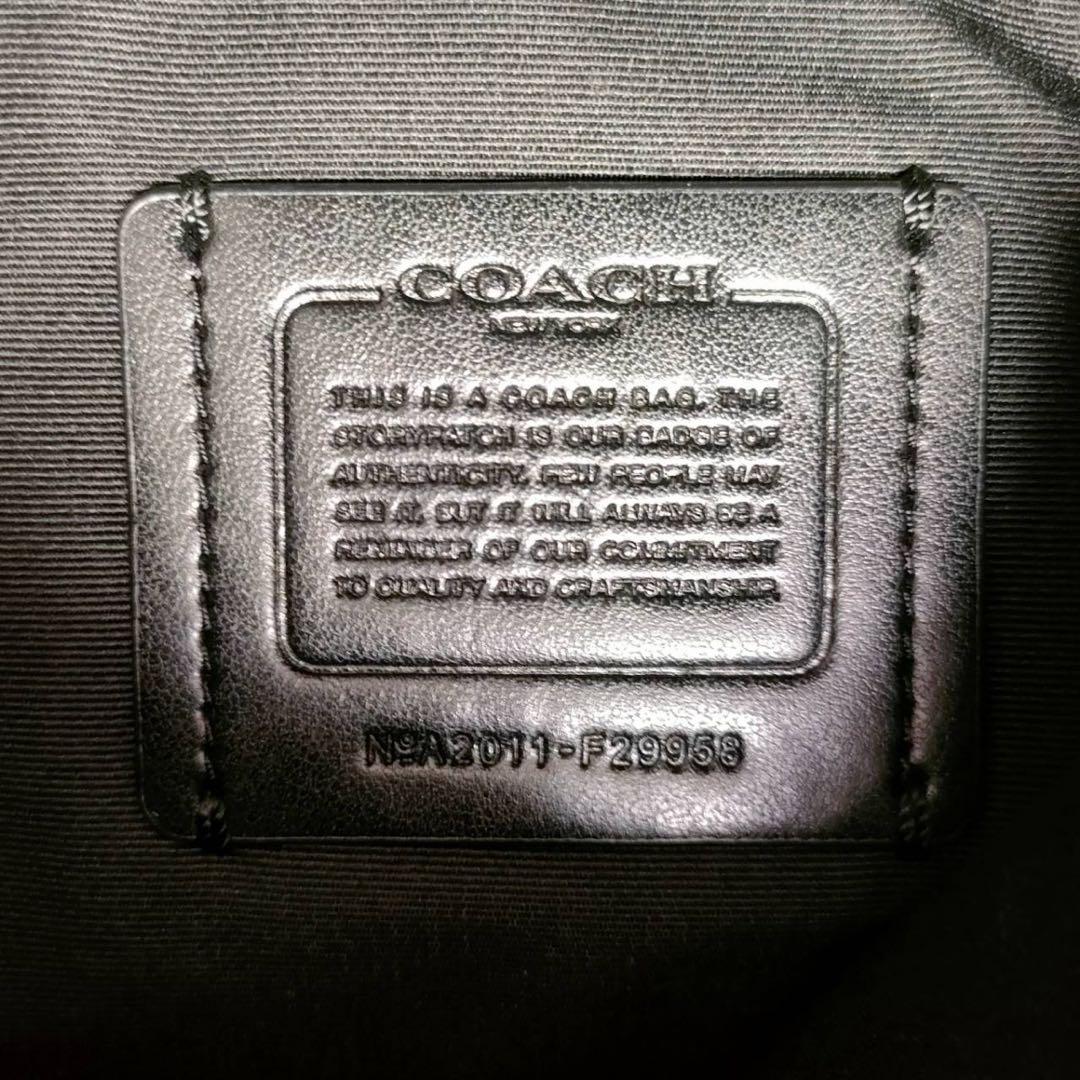 COACH
NEW YORK
THIS IS A COACH BAG. THE
STORYPATCH IS OUR BADGE OF
AUTHENTICITY. FEW PEOPLE MAY
SEE IT. BUT IT WILL ALWAYS BE A
REMINDER OF OUR COMMITMENT
TO QUALITY AND CRAFTSMANSHIP.
NºA2011-F29958